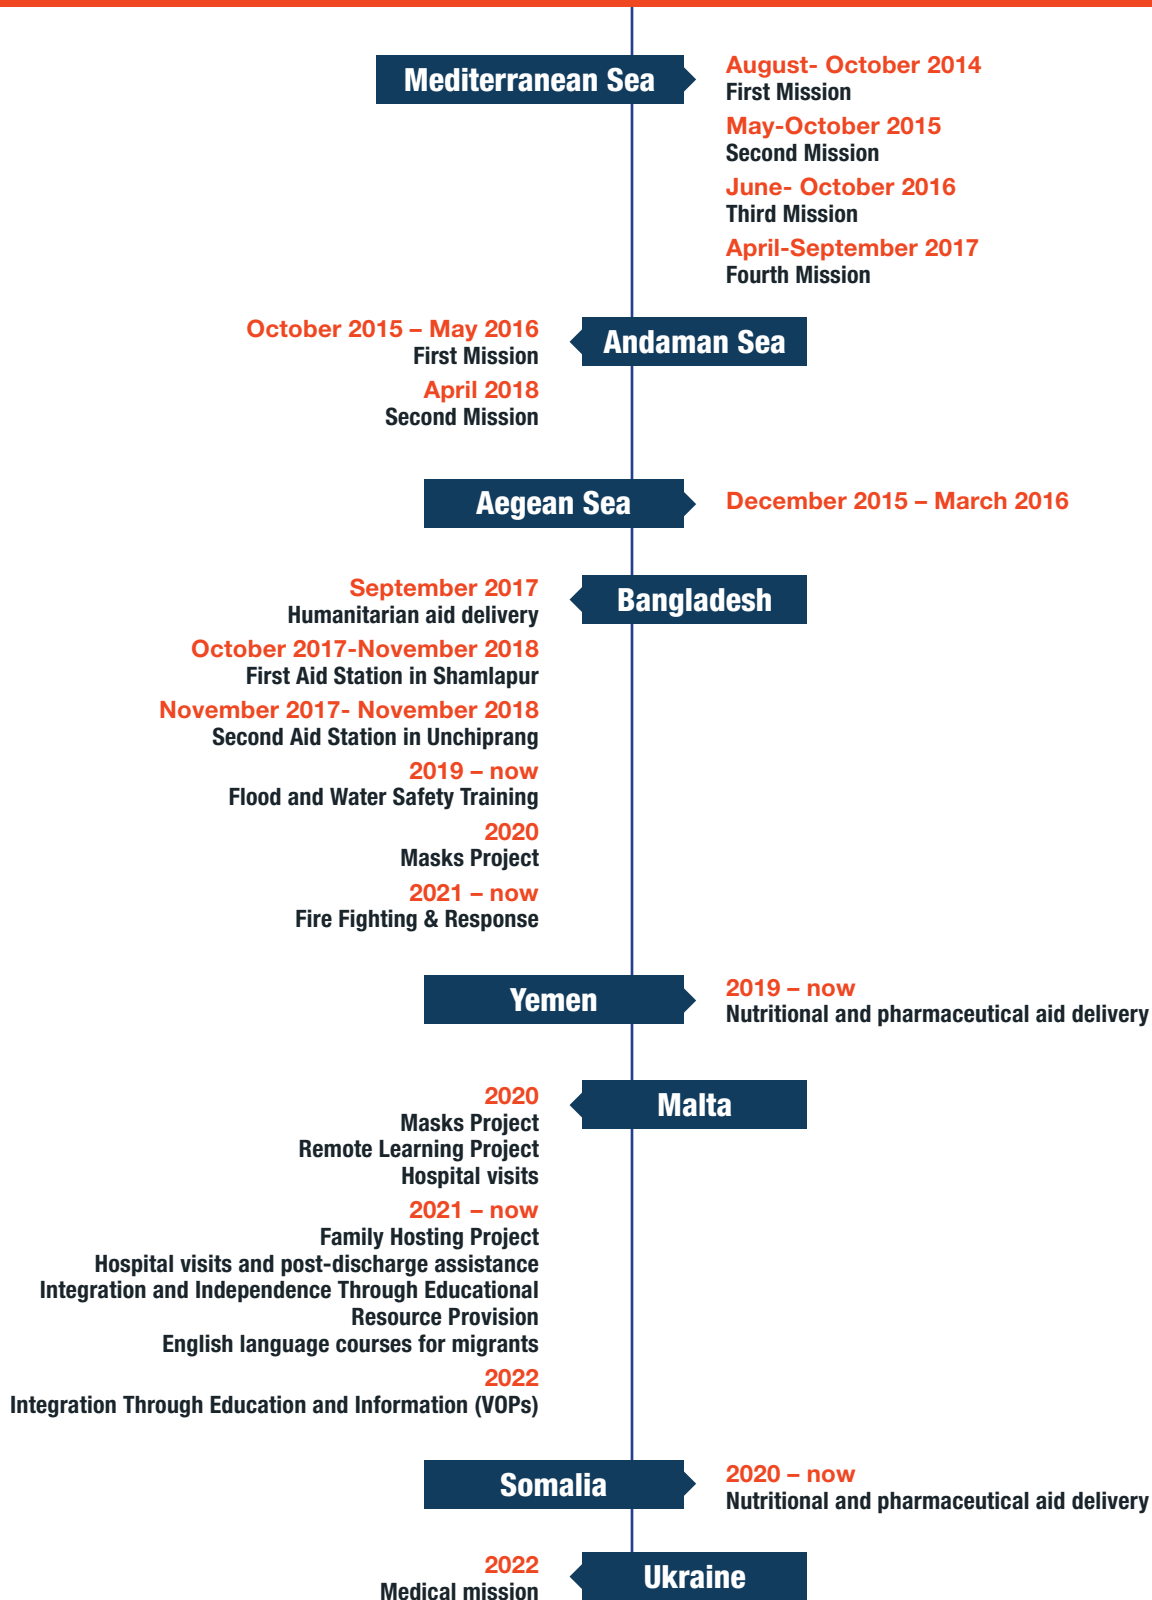 Mediterranean Sea
August- October 2014
First Mission
May-October 2015
Second Mission
June- October 2016
Third Mission
April-September 2017
Fourth Mission
Andaman Sea
October 2015 – May 2016
First Mission
April 2018
Second Mission
Aegean Sea
December 2015 – March 2016
Bangladesh
September 2017
Humanitarian aid delivery
October 2017-November 2018
First Aid Station in Shamlapur
November 2017- November 2018
Second Aid Station in Unchiprang
2019 – now
Flood and Water Safety Training
2020
Masks Project
2021 – now
Fire Fighting & Response
Yemen
2019 – now
Nutritional and pharmaceutical aid delivery
Malta
2020
Masks Project
Remote Learning Project
Hospital visits
2021 – now
Family Hosting Project
Hospital visits and post-discharge assistance
Integration and Independence Through Educational
Resource Provision
English language courses for migrants
2022
Integration Through Education and Information (VOPs)
Somalia
2020 – now
Nutritional and pharmaceutical aid delivery
Ukraine
2022
Medical mission